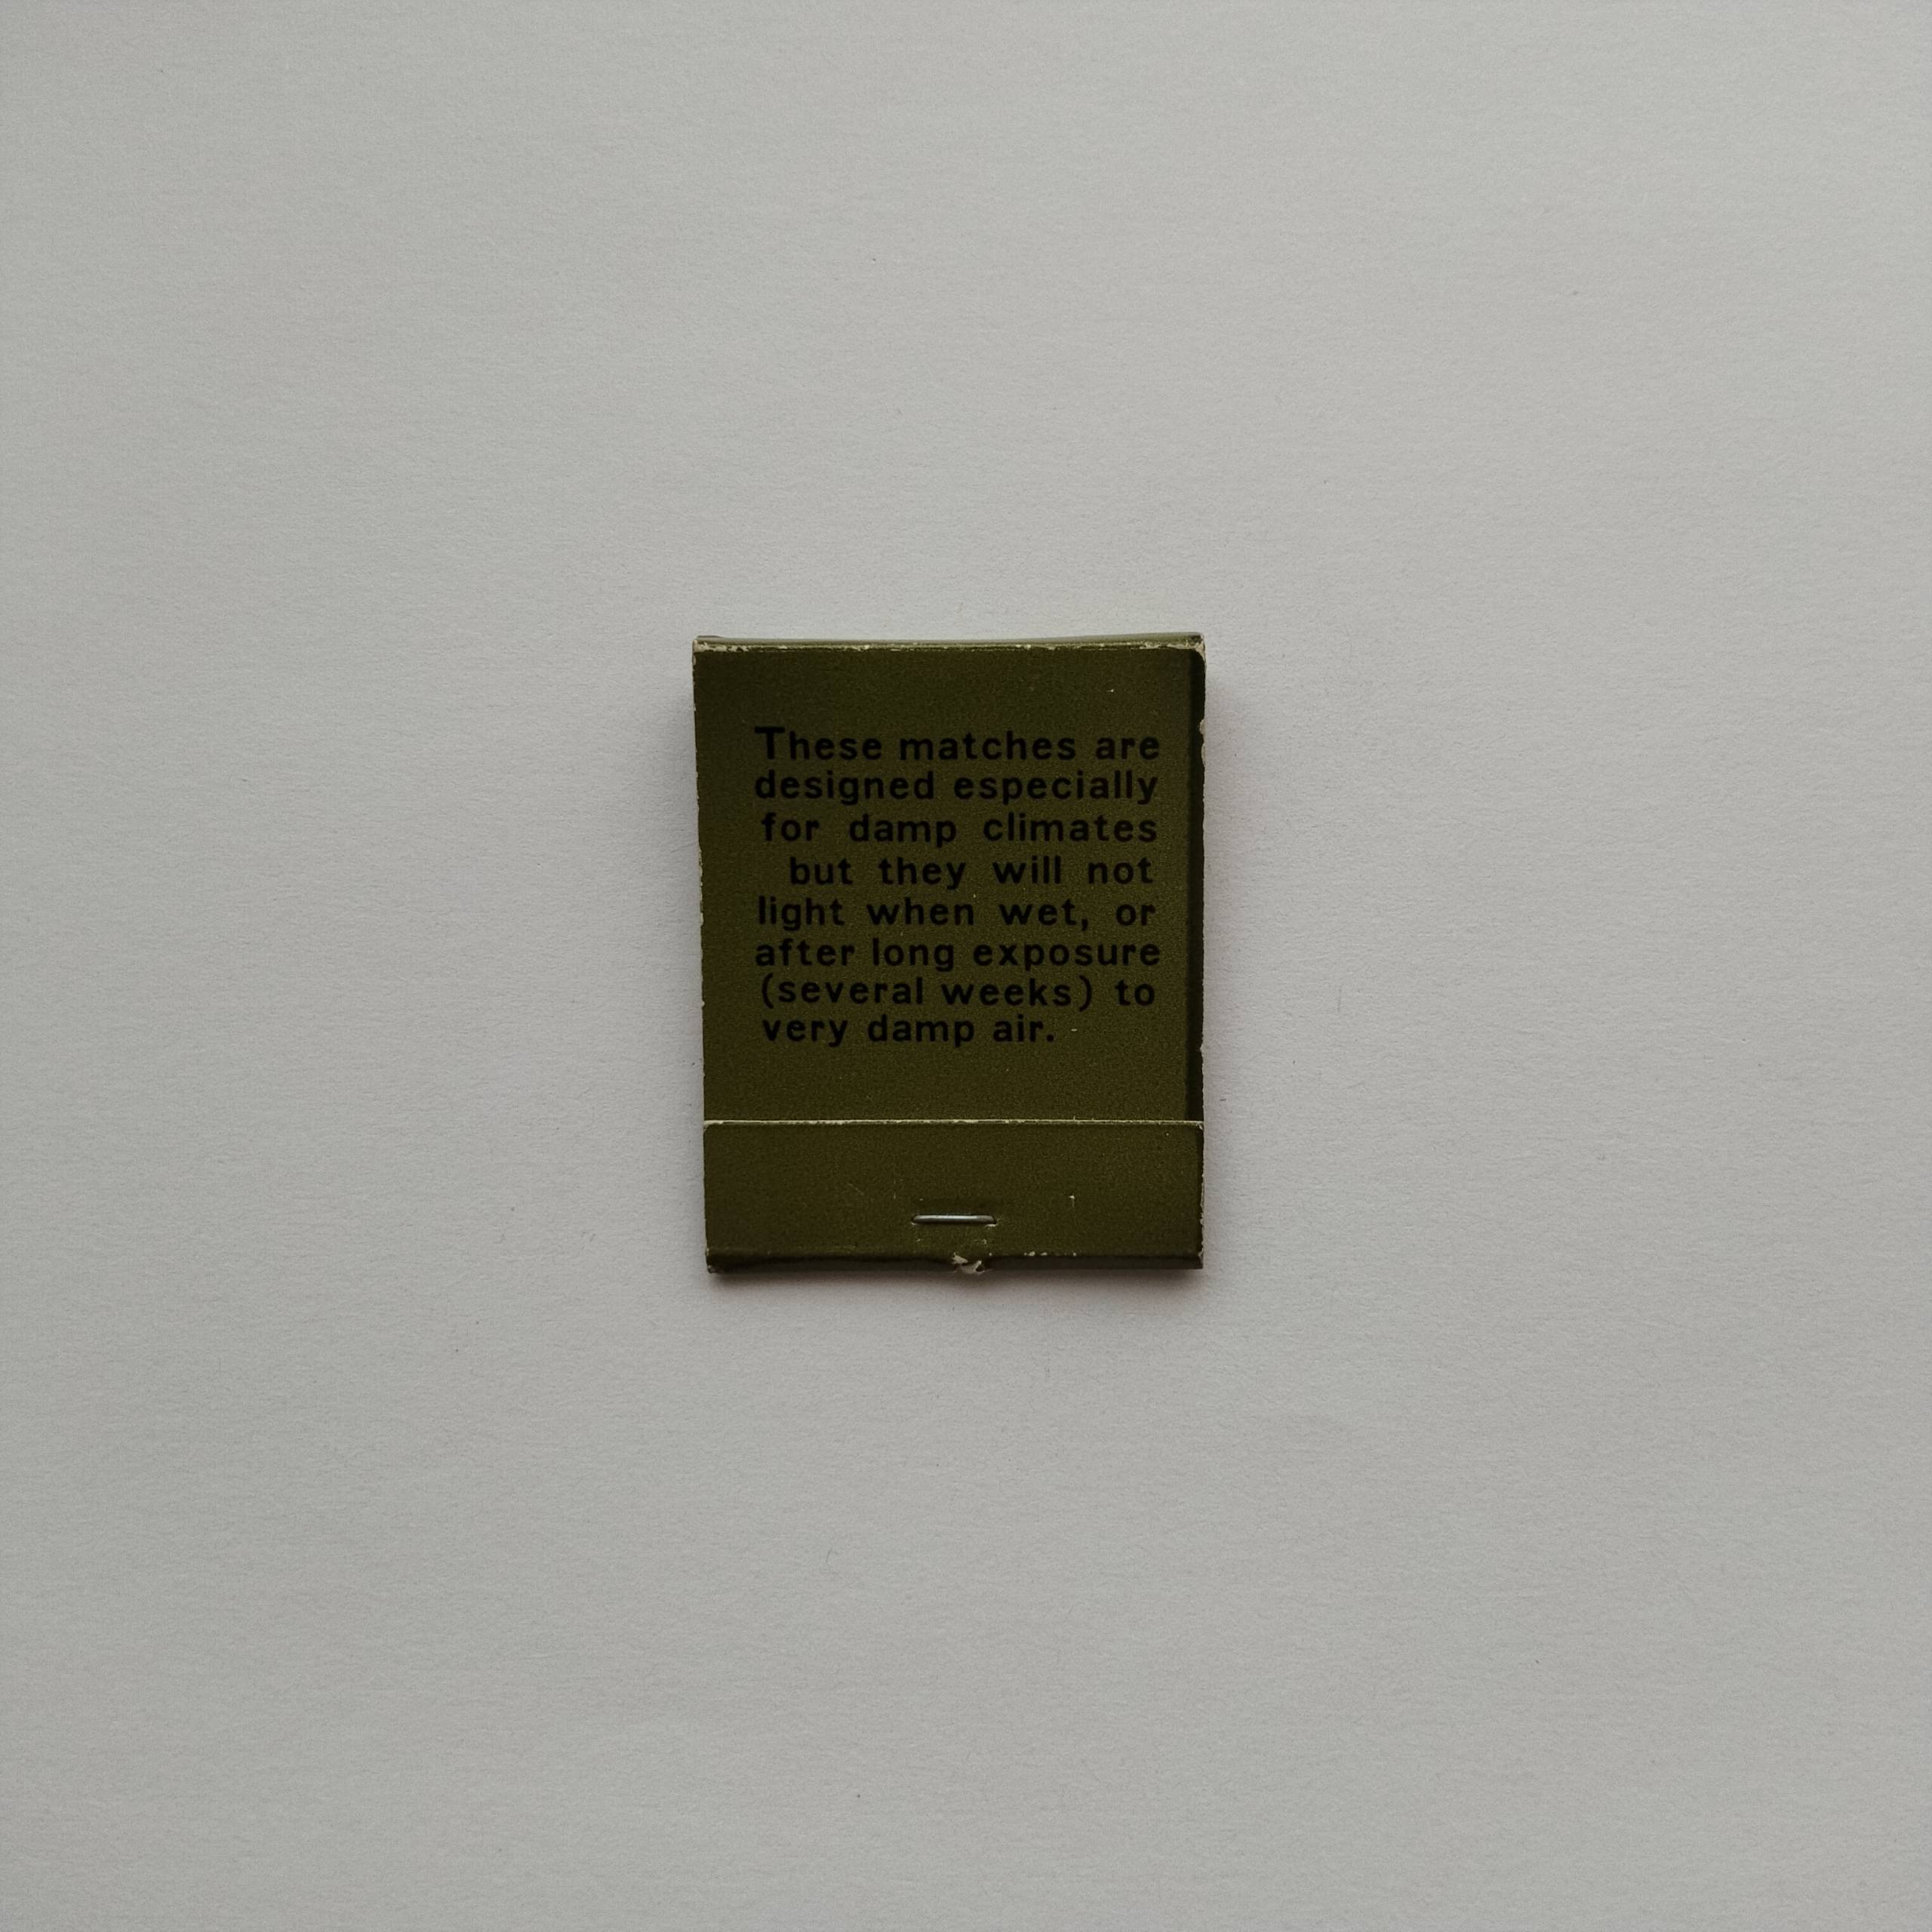 These matches are
designed especially
for damp climates
but they will not
light when wet, or
after long exposure
(several weeks) to
very damp air.